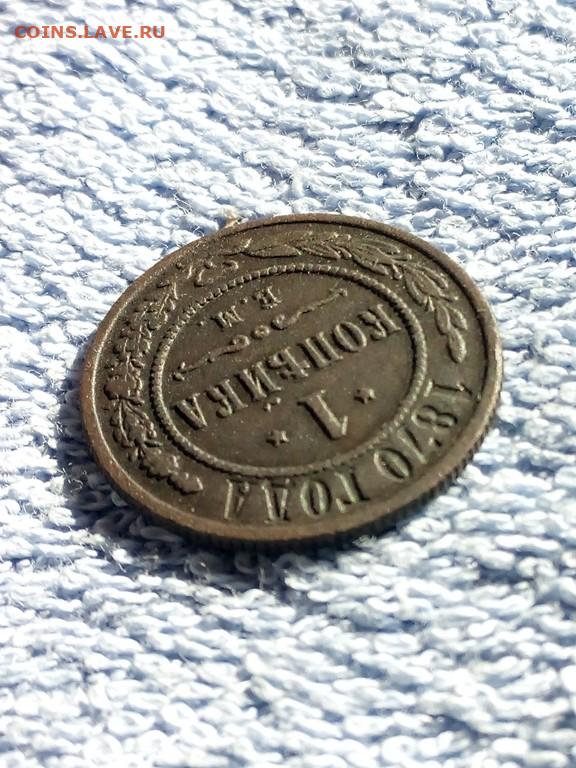 COINS.LAVE.RU
* 1 *
КОПѢЙКА
Е.М.
1870 ГОДА